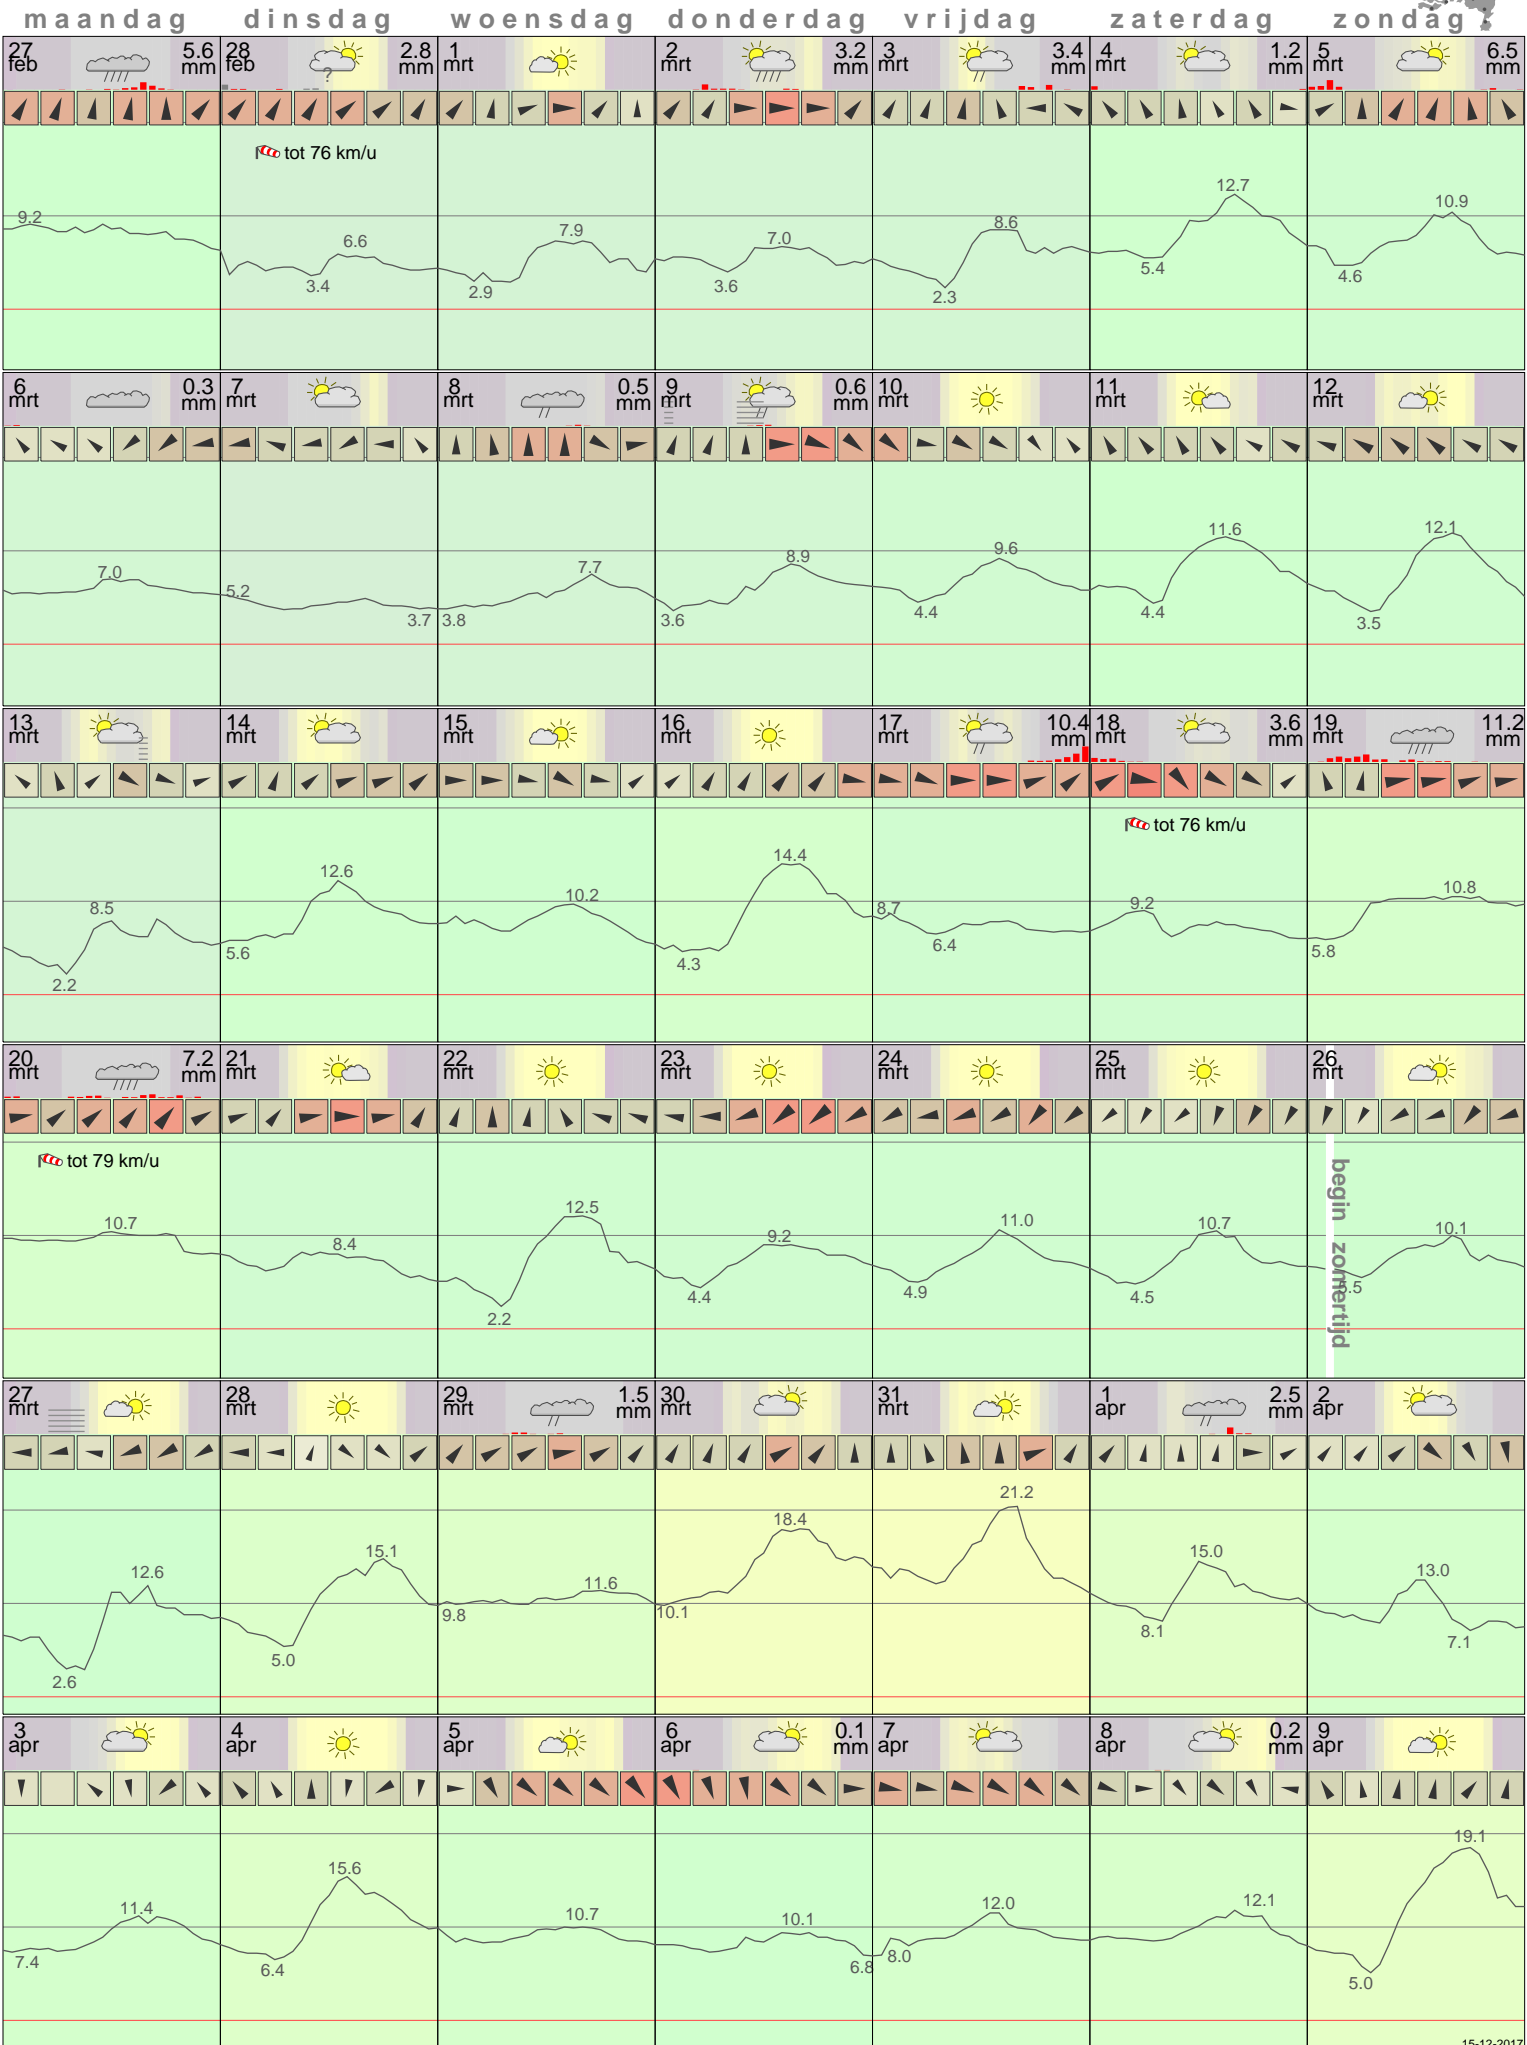 maandag dinsdag woensdag donderdag vrijdag zaterdag zondag
27 feb 5.6 mm 28 feb ? 2.8 mm 1 mrt 2 mrt 3.2 mm 3 mrt 3.4 mm 4 mrt 1.2 mm 5 mrt 6.5 mm
tot 76 km/u
9.2 3.4 6.6 2.9 7.9 3.6 7.0 2.3 8.6 5.4 12.7 4.6 10.9
6 mrt 0.3 mm 7 mrt 8 mrt 0.5 mm 9 mrt 0.6 mm 10 mrt 11 mrt 12 mrt
7.0 5.2 3.7 3.8 7.7 3.6 8.9 4.4 9.6 4.4 11.6 3.5 12.1
13 mrt 14 mrt 15 mrt 16 mrt 17 mrt 10.4 mm 18 mrt 3.6 mm 19 mrt 11.2 mm
tot 76 km/u
2.2 8.5 5.6 12.6 10.2 4.3 14.4 8.7 6.4 9.2 5.8 10.8
20 mrt 7.2 mm 21 mrt 22 mrt 23 mrt 24 mrt 25 mrt 26 mrt
tot 79 km/u
10.7 8.4 2.2 12.5 4.4 9.2 4.9 11.0 4.5 10.7 5.5 10.1
begin zomertijd
27 mrt 28 mrt 29 mrt 1.5 mm 30 mrt 31 mrt 1 apr 2.5 mm 2 apr
2.6 12.6 5.0 15.1 9.8 11.6 10.1 18.4 21.2 8.1 15.0 13.0 7.1
3 apr 4 apr 5 apr 6 apr 0.1 mm 7 apr 8 apr 0.2 mm 9 apr
7.4 11.4 6.4 15.6 10.7 10.1 6.8 8.0 12.0 12.1 5.0 19.1
15-12-2017